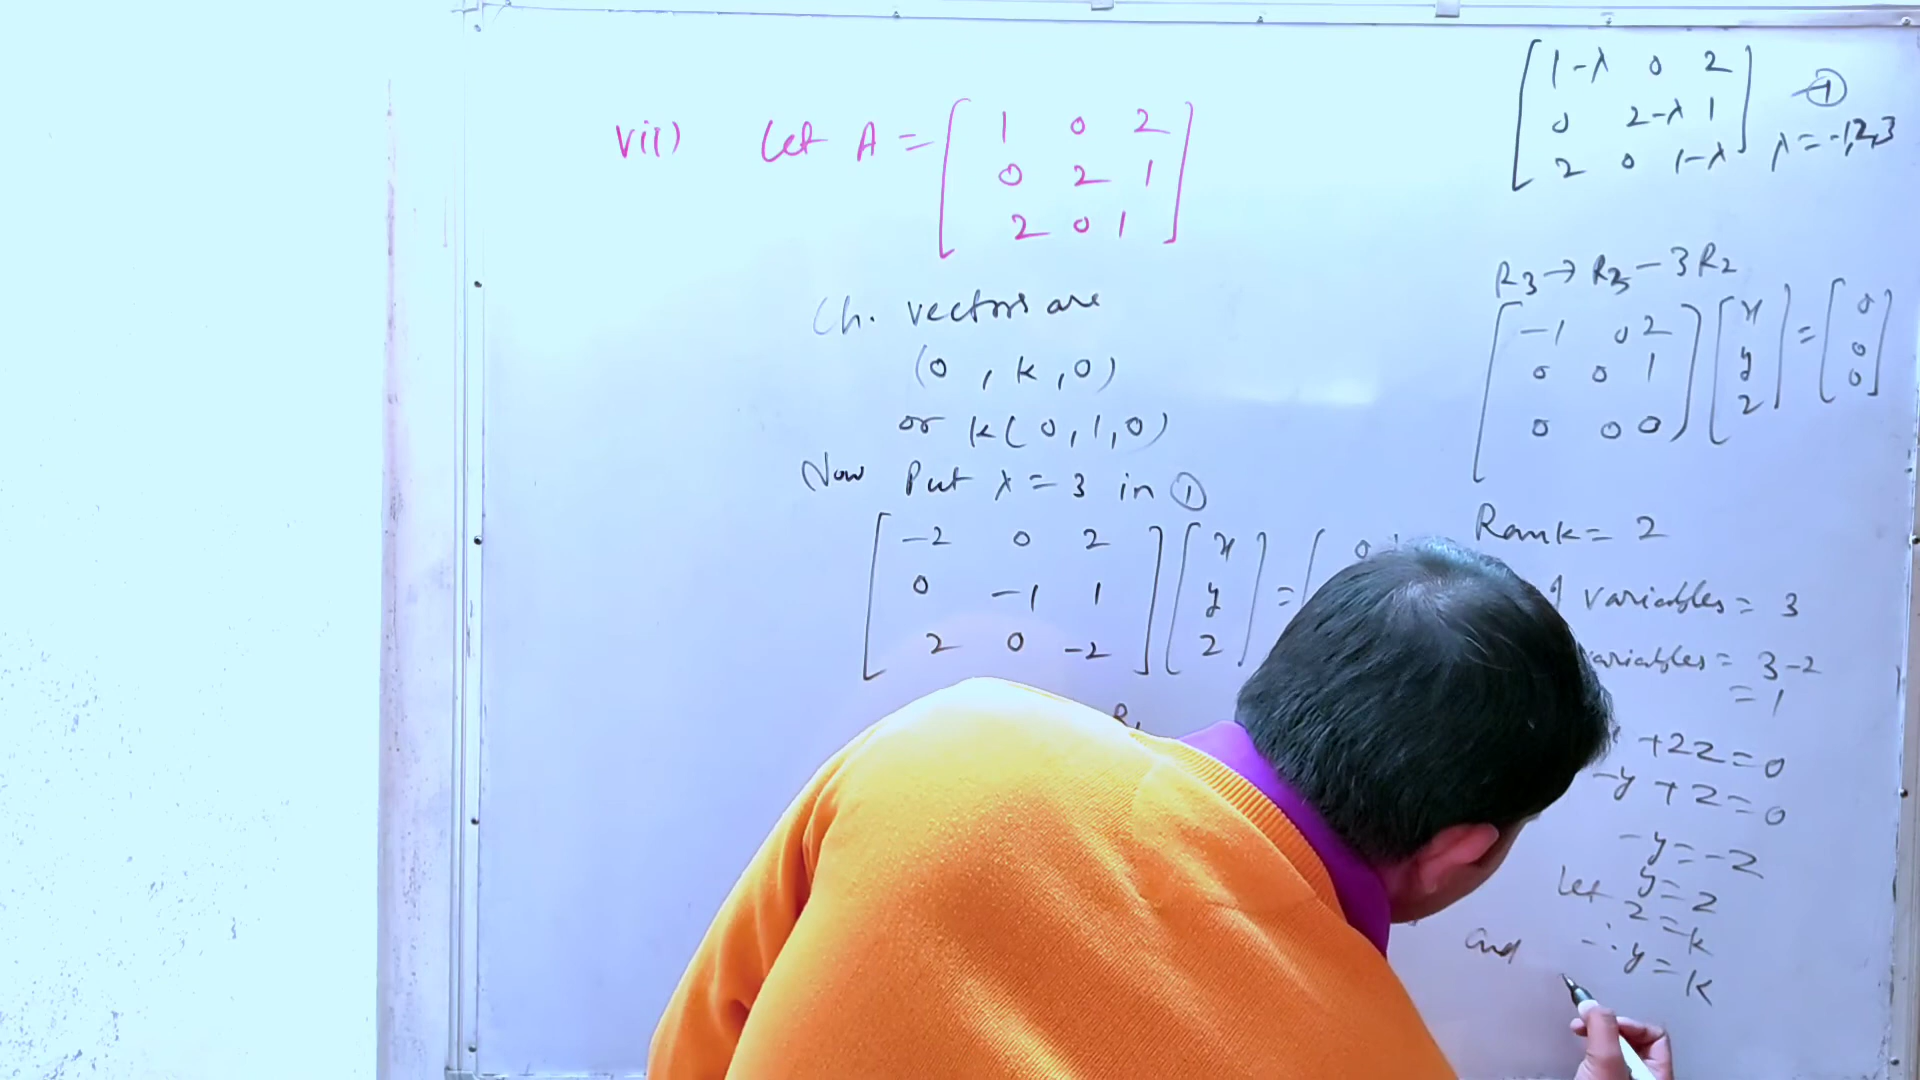 vii) Let A = [ 1 0 2
0 2 1
2 0 1 ]
Ch. vectors are
(0 , k , 0)
or k ( 0 , 1 , 0 )
Now Put λ = 3 in ①
[ -2 0 2 ] [ x ] = [ 0
0 -1 1 y
2 0 -2 z
R₁
[ 1-λ 0 2 ] — ①
0 2-λ 1
2 0 1-λ λ = -1,2,3
R3 → R3 - 3R2
[ -1 0 2 ] [ x ] = [ 0 ]
0 0 1 y 0
0 0 0 z 0
Rank = 2
variables = 3
variables = 3-2
= 1
+2z = 0
-y + z = 0
-y = -z
y = z
Let z = k
∴ y = k
and